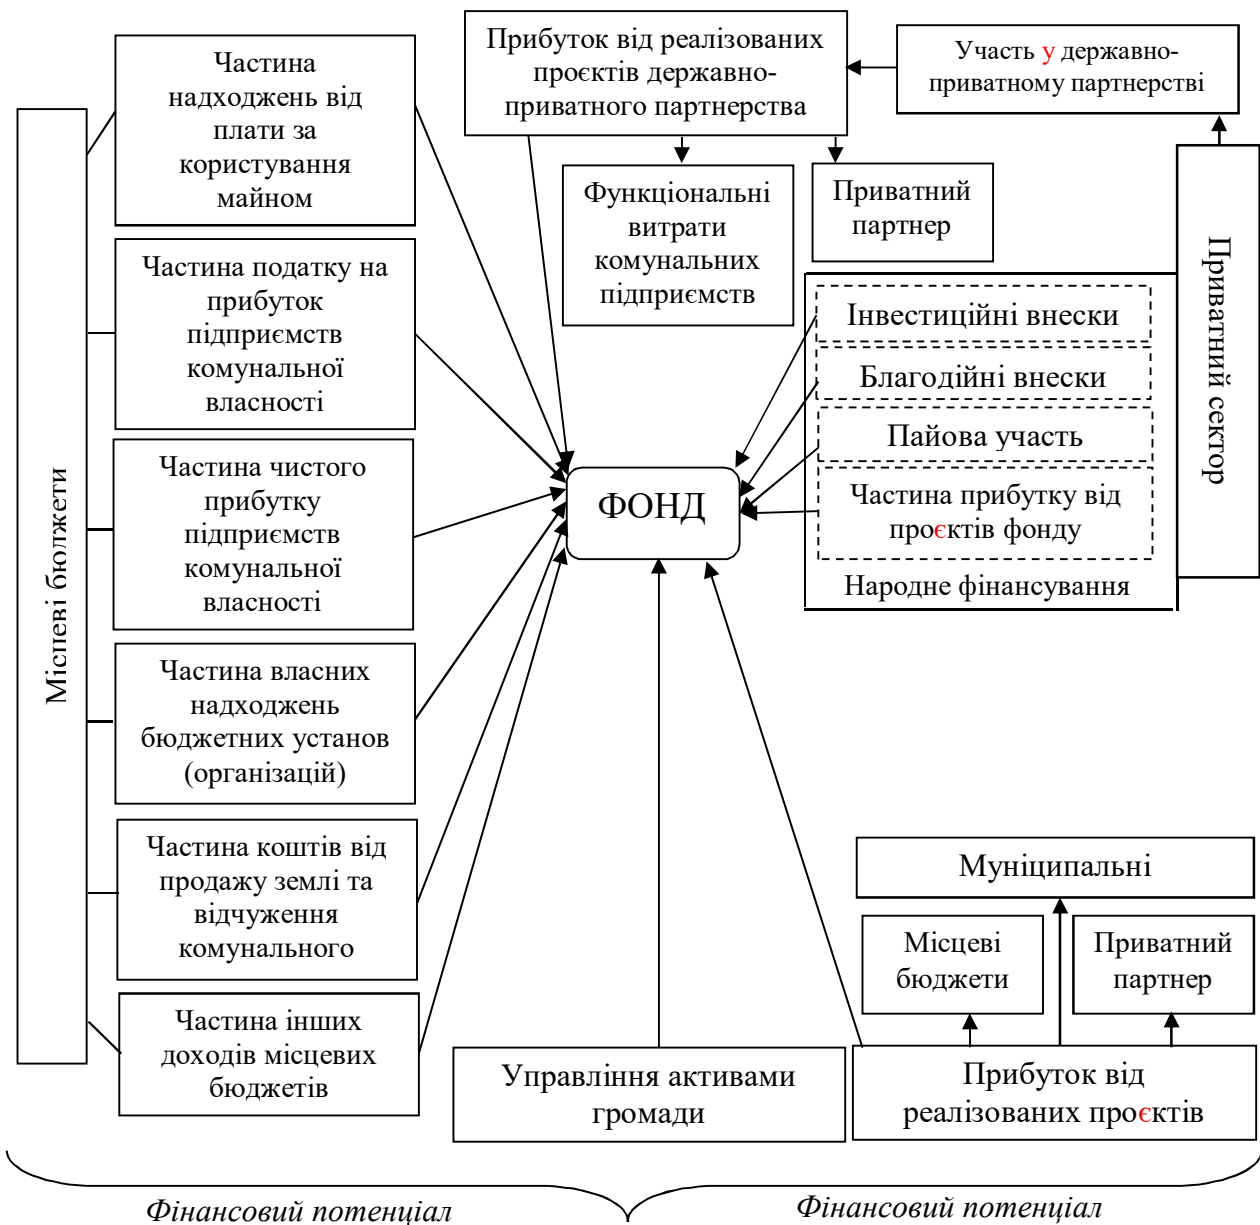 Місцеві бюджети
Частина
надходжень від
плати за
користування
майном
Частина податку на
прибуток
підприємств
комунальної
власності
Частина чистого
прибутку
підприємств
комунальної
власності
Частина власних
надходжень
бюджетних установ
(організацій)
Частина коштів від
продажу землі та
відчуження
комунального
Частина інших
доходів місцевих
бюджетів
Прибуток від реалізованих
проєктів державно-
приватного партнерства
Участь у державно-
приватному партнерстві
Функціональні
витрати
комунальних
підприємств
Приватний
партнер
Приватний сектор
Інвестиційні внески
Благодійні внески
Пайова участь
Частина прибутку від
проєктів фонду
Народне фінансування
ФОНД
Муніципальні
Місцеві
бюджети
Приватний
партнер
Управління активами
громади
Прибуток від
реалізованих проєктів
Фінансовий потенціал
Фінансовий потенціал